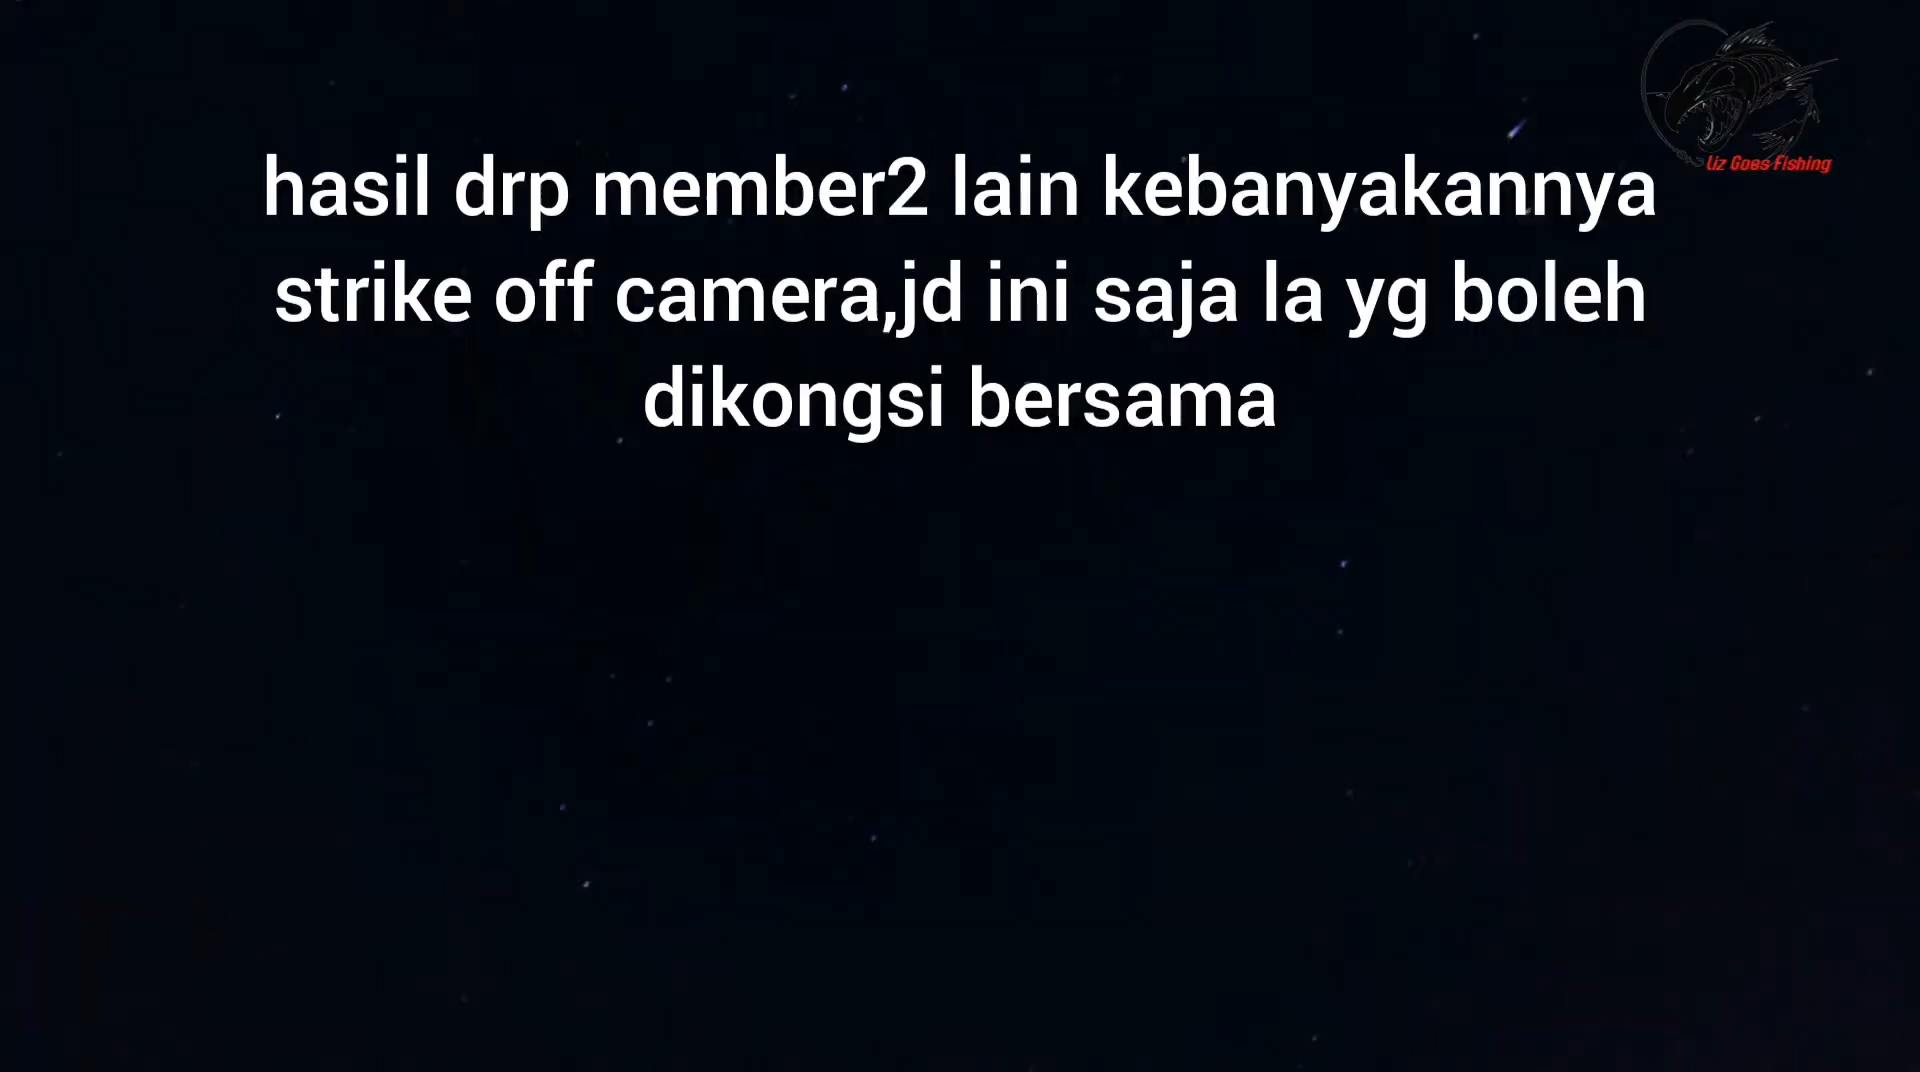 Liz Goes Fishing
hasil drp member2 lain kebanyakannya
strike off camera,jd ini saja la yg boleh
dikongsi bersama